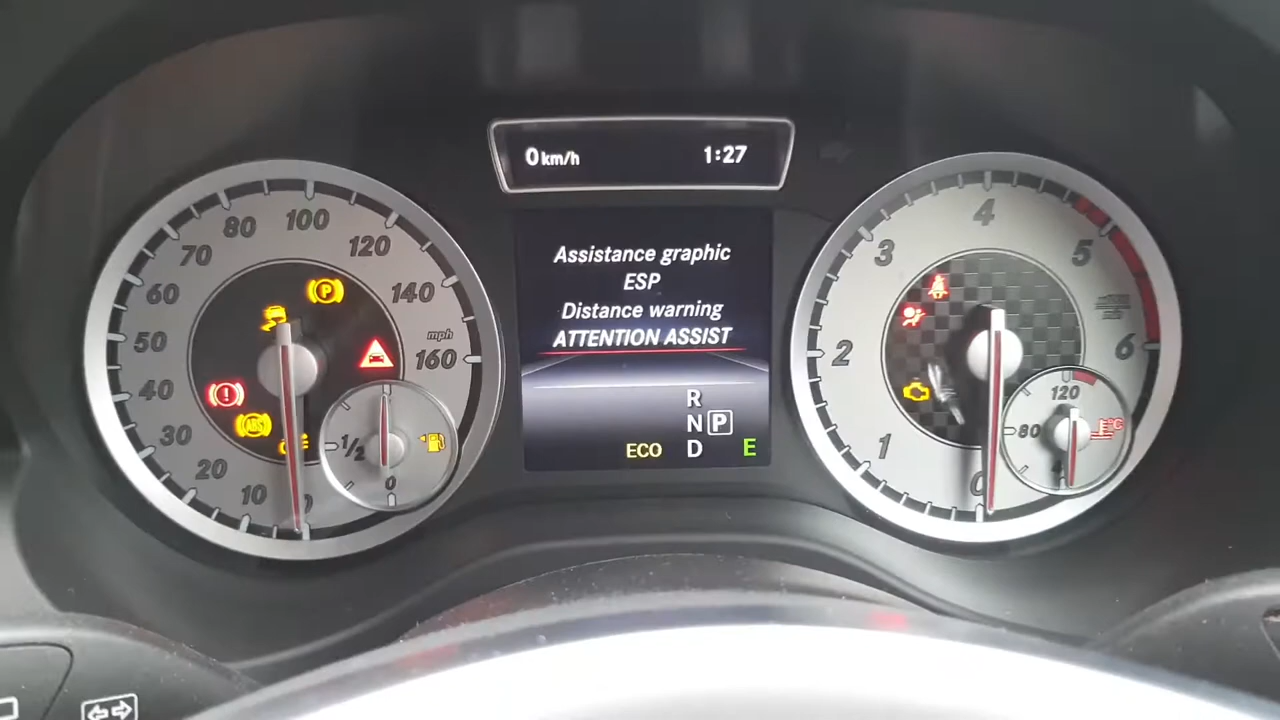 0 km/h 1:27
Assistance graphic
ESP
Distance warning
ATTENTION ASSIST
R
N P
ECO D E
100
80
120
70
60
140
mph
50
160
40
30
20
10
P
ABS
1/2
0
4
3
5
2
6
1
0
120
80
°C